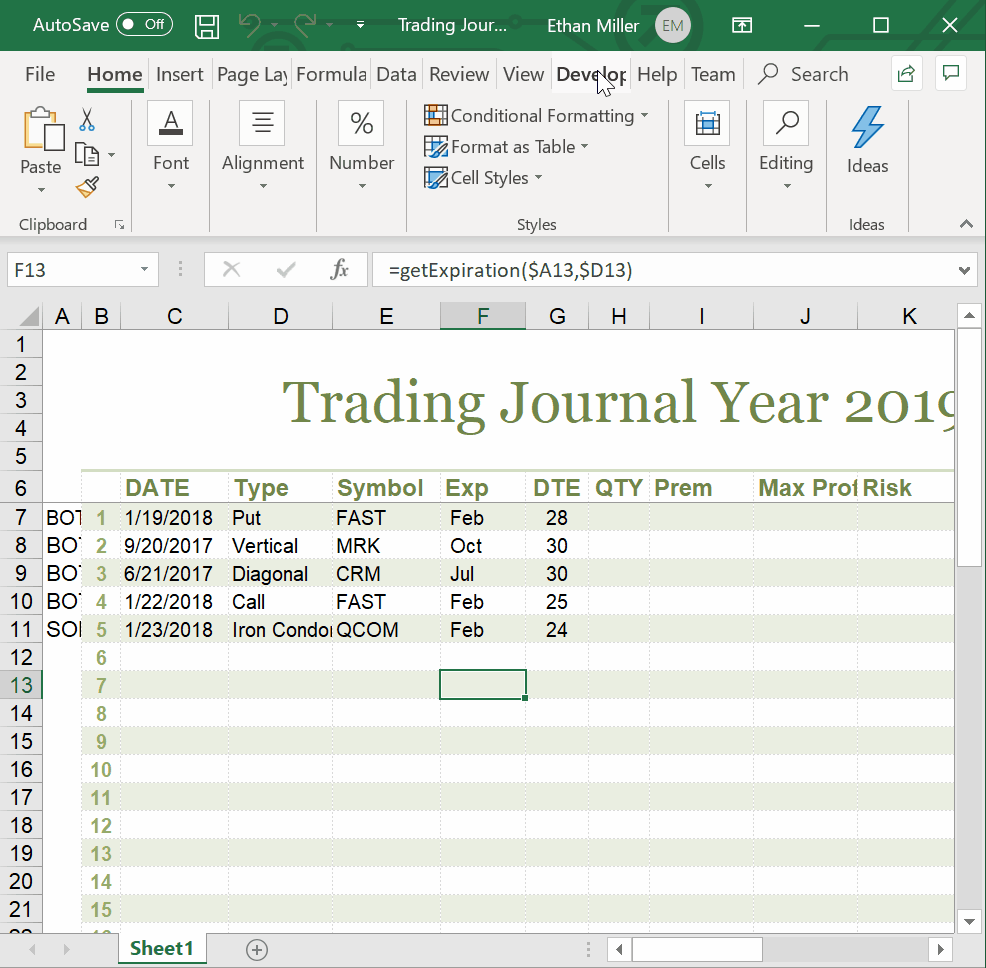 AutoSave Off Trading Jour... Ethan Miller EM
File Home Insert Page Lay Formula Data Review View Develop Help Team Search
Paste Font Alignment Number Conditional Formatting Format as Table Cell Styles Cells Editing Ideas
Clipboard Styles Ideas
F13 fx =getExpiration($A13,$D13)
A B C D E F G H I J K
1
2
3 Trading Journal Year 2019
4
5
6 DATE Type Symbol Exp DTE QTY Prem Max Prof Risk
7 BOT 1 1/19/2018 Put FAST Feb 28
8 BOT 2 9/20/2017 Vertical MRK Oct 30
9 BOT 3 6/21/2017 Diagonal CRM Jul 30
10 BOT 4 1/22/2018 Call FAST Feb 25
11 SOL 5 1/23/2018 Iron Condor QCOM Feb 24
12 6
13 7
14 8
15 9
16 10
17 11
18 12
19 13
20 14
21 15
Sheet1